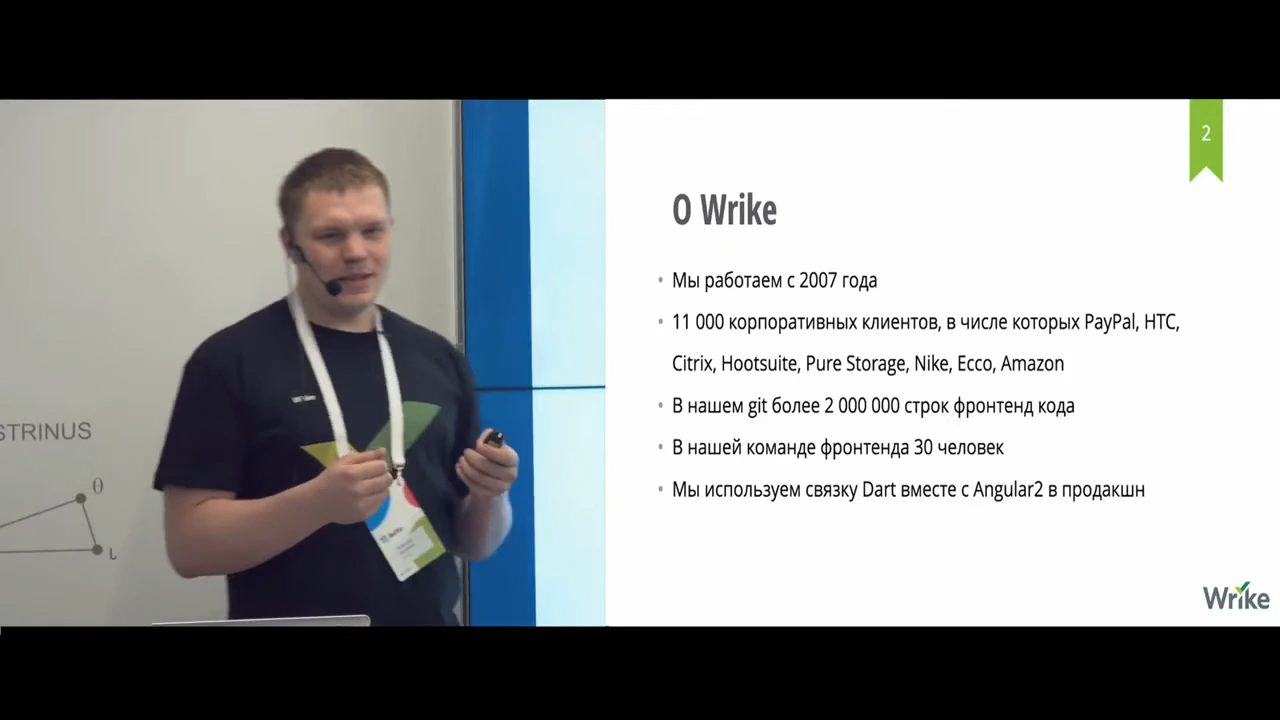 2
О Wrike
• Мы работаем с 2007 года
• 11 000 корпоративных клиентов, в числе которых PayPal, HTC,
Citrix, Hootsuite, Pure Storage, Nike, Ecco, Amazon
• В нашем git более 2 000 000 строк фронтенд кода
• В нашей команде фронтенда 30 человек
• Мы используем связку Dart вместе с Angular2 в продакшн
Wrike
STRINUS
θ
ι